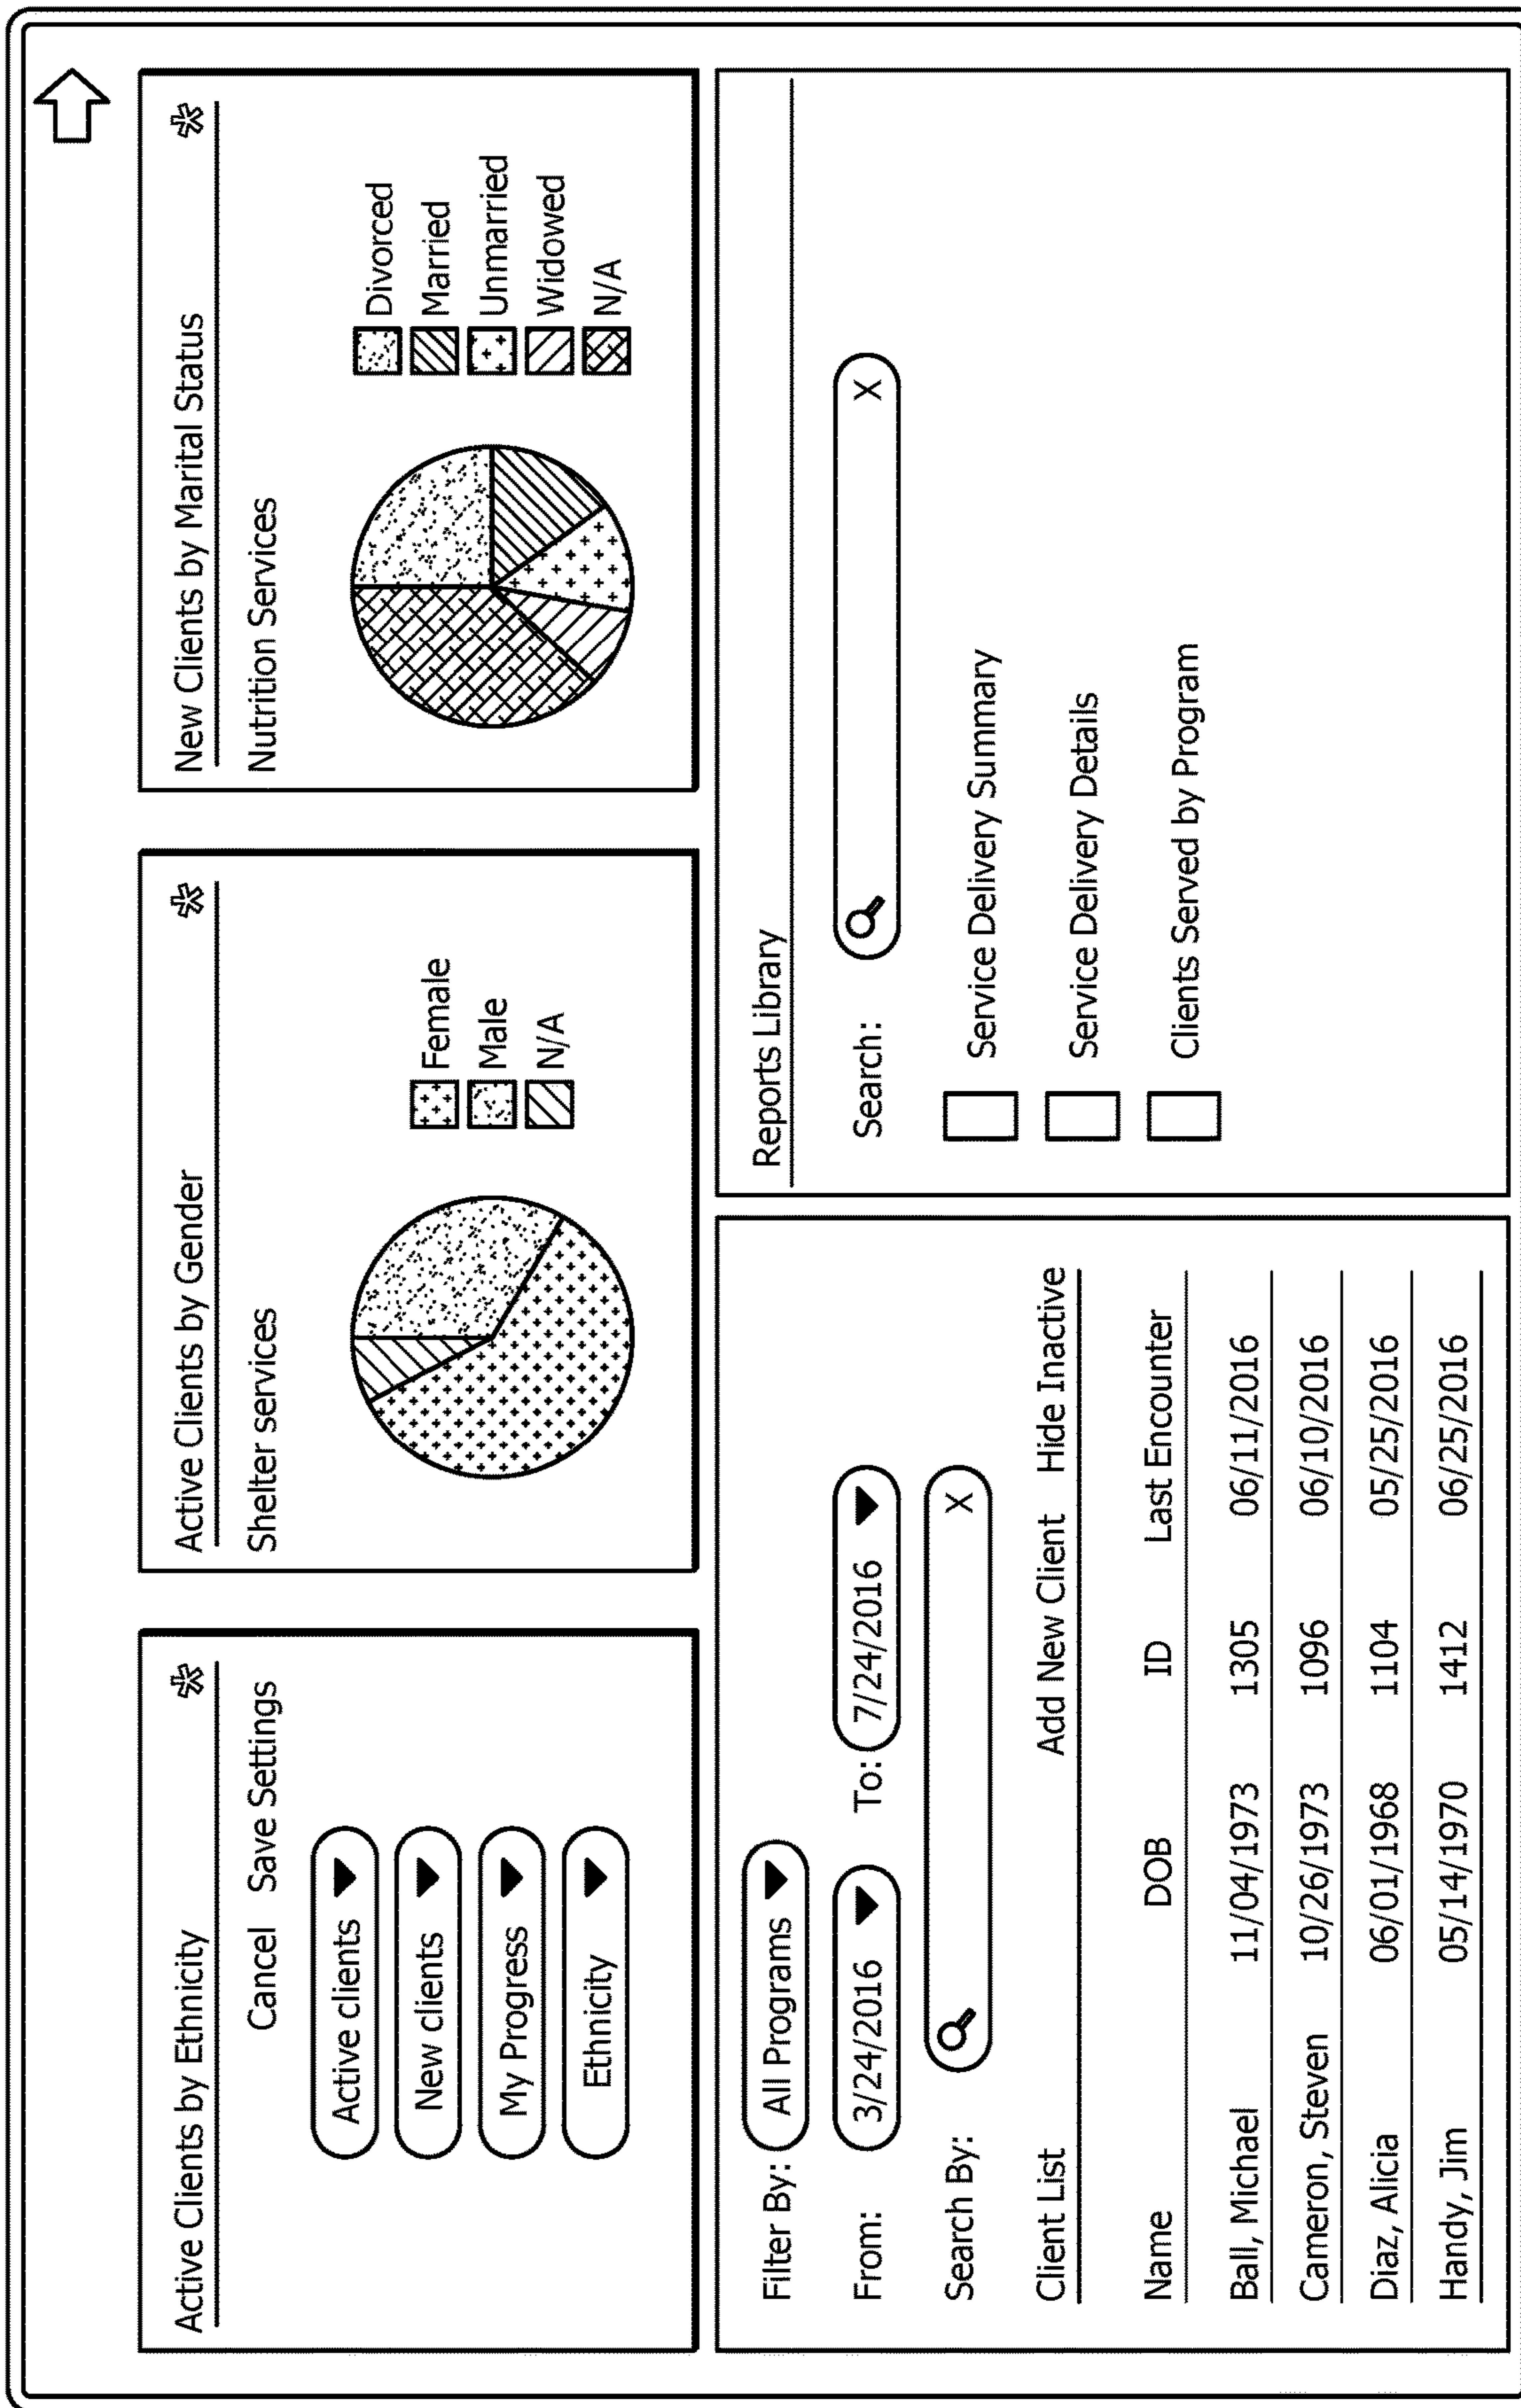 Active Clients by Ethnicity
Cancel Save Settings
Active clients
New clients
My Progress
Ethnicity
Active Clients by Gender
Shelter services
Female
Male
N/A
New Clients by Marital Status
Nutrition Services
Divorced
Married
Unmarried
Widowed
N/A
Filter By: All Programs
From: 3/24/2016 To: 7/24/2016
Search By: X
Client List Add New Client Hide Inactive
Name DOB ID Last Encounter
Ball, Michael 11/04/1973 1305 06/11/2016
Cameron, Steven 10/26/1973 1096 06/10/2016
Diaz, Alicia 06/01/1968 1104 05/25/2016
Handy, Jim 05/14/1970 1412 06/25/2016
Reports Library
Search: X
Service Delivery Summary
Service Delivery Details
Clients Served by Program